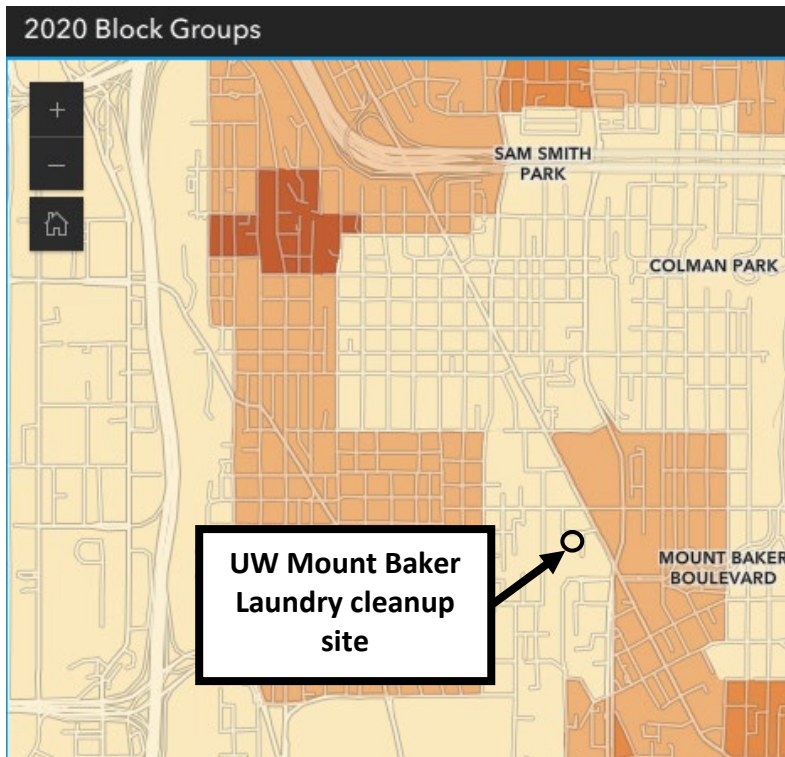 2020 Block Groups
+
−
SAM SMITH
PARK
COLMAN PARK
UW Mount Baker
Laundry cleanup
site
MOUNT BAKER
BOULEVARD